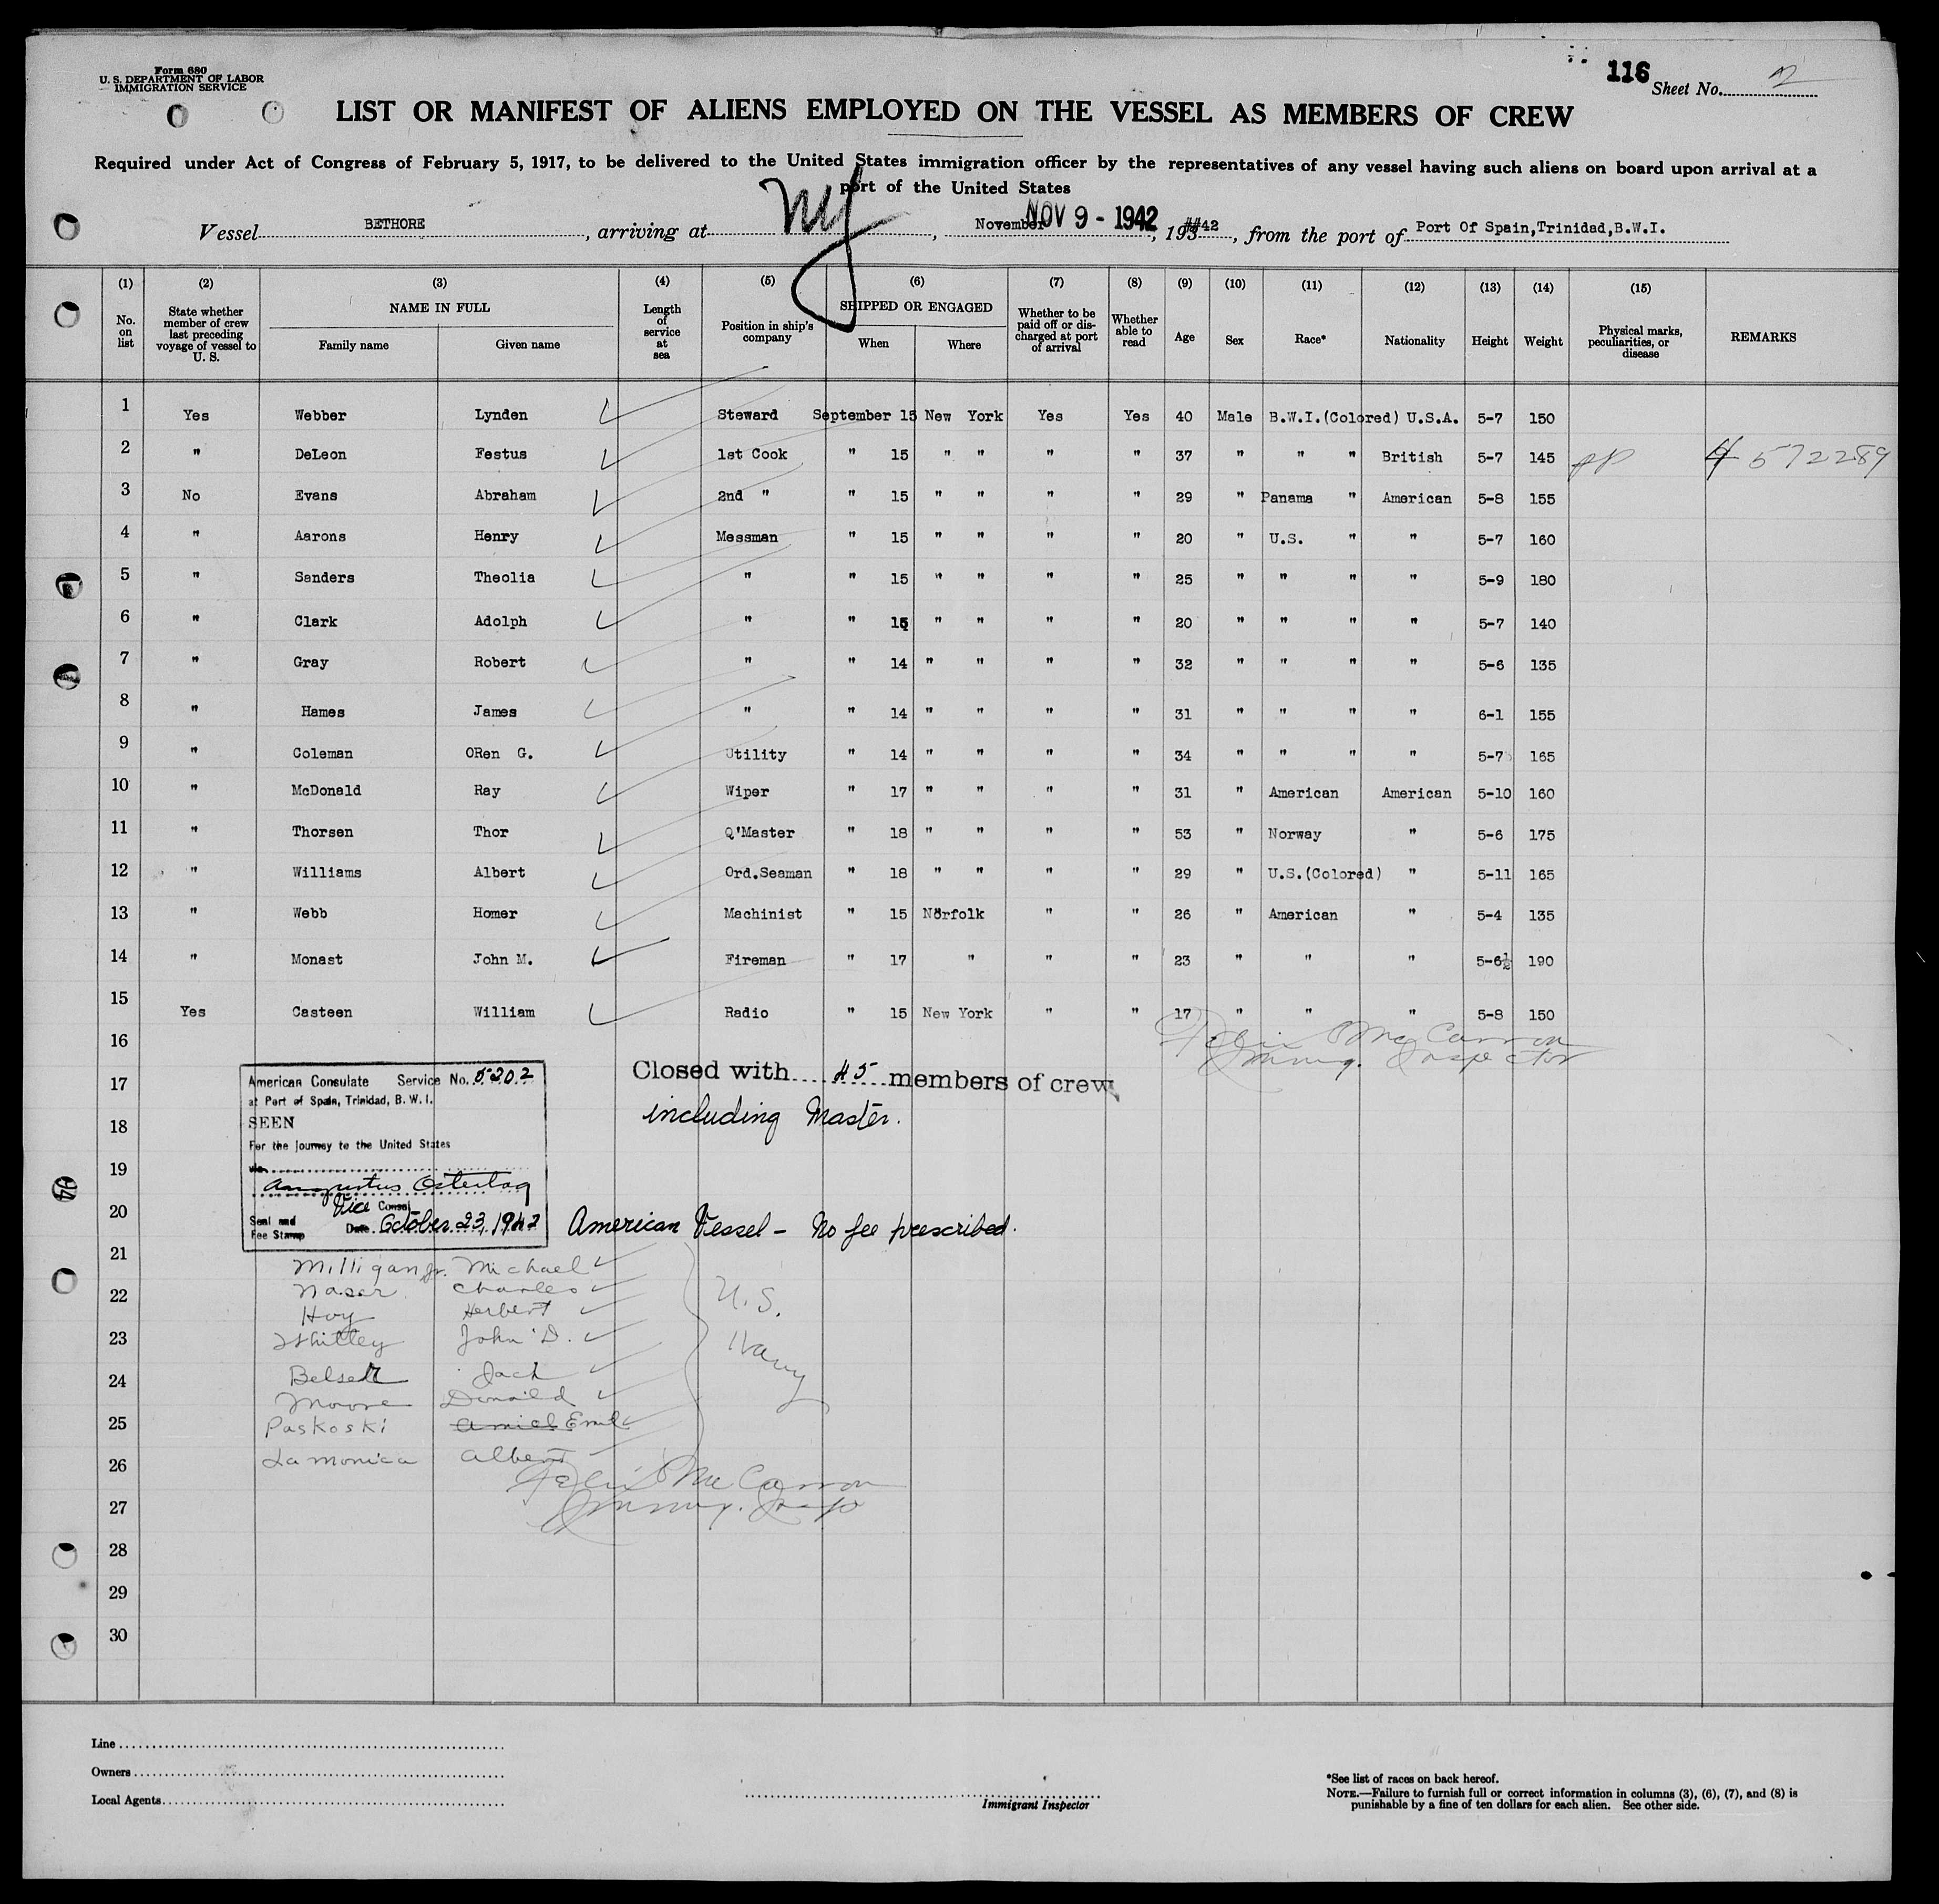 Form 680
U. S. DEPARTMENT OF LABOR
IMMIGRATION SERVICE
116
Sheet No. 2
LIST OR MANIFEST OF ALIENS EMPLOYED ON THE VESSEL AS MEMBERS OF CREW
Required under Act of Congress of February 5, 1917, to be delivered to the United States immigration officer by the representatives of any vessel having such aliens on board upon arrival at a
port of the United States
Vessel BETHORE, arriving at NY, November NOV 9 - 1942, 193 42, from the port of Port Of Spain,Trinidad,B.W.I.
(1) (2) (3) (4) (5) (6) (7) (8) (9) (10) (11) (12) (13) (14) (15)
No. on list State whether member of crew last preceding voyage of vessel to U. S. NAME IN FULL Family name Given name Length of service at sea Position in ship's company SHIPPED OR ENGAGED When Where Whether to be paid off or discharged at port of arrival Whether able to read Age Sex Race* Nationality Height Weight Physical marks, peculiarities, or disease REMARKS
1 Yes Webber Lynden Steward September 15 New York Yes Yes 40 Male B.W.I.(Colored) U.S.A. 5-7 150
2 " DeLeon Festus 1st Cook " 15 " " " " 37 " " " British 5-7 145 PP # 572289
3 No Evans Abraham 2nd " " 15 " " " " 29 " Panama " American 5-8 155
4 " Aarons Henry Messman " 15 " " " " 20 " U.S. " " 5-7 160
5 " Sanders Theolia " " 15 " " " " 25 " " " " 5-9 180
6 " Clark Adolph " " 15 " " " " 20 " " " " 5-7 140
7 " Gray Robert " " 14 " " " " 32 " " " " 5-6 135
8 " Hames James " " 14 " " " " 31 " " " " 6-1 155
9 " Coleman ORen G. Utility " 14 " " " " 34 " " " " 5-7 165
10 " McDonald Ray Wiper " 17 " " " " 31 " American American 5-10 160
11 " Thorsen Thor Q'Master " 18 " " " " 53 " Norway " 5-6 175
12 " Williams Albert Ord.Seaman " 18 " " " " 29 " U.S.(Colored) " 5-11 165
13 " Webb Homer Machinist " 15 Norfolk " " 26 " American " 5-4 135
14 " Monast John M. Fireman " 17 " " " 23 " " " 5-6½ 190
15 Yes Casteen William Radio " 15 New York " " 17 " " " 5-8 150
16
Felix McCarron
Immig. Inspector
17
18
19
20
American Consulate Service No. 5202
at Port of Spain, Trinidad, B. W. I.
SEEN
For the journey to the United States
via
Augustus Ostertag
Vice Consul
Seal and Fee Stamp Date October 23, 1942
Closed with 45 members of crew
including Master.
American Vessel - No fee prescribed.
21 Milligan Jr. Michael
22 Naser Charles
Hoy Herbert
23 Whitley John D.
24 Jack
Moore Donald
25 Paskoski Emil
26 La Monica Albert
U.S.
Navy
Felix McCarron
Immig. Insp
27
28
29
30
Line
Owners
Local Agents
Immigrant Inspector
*See list of races on back hereof.
NOTE.—Failure to furnish full or correct information in columns (3), (6), (7), and (8) is
punishable by a fine of ten dollars for each alien. See other side.